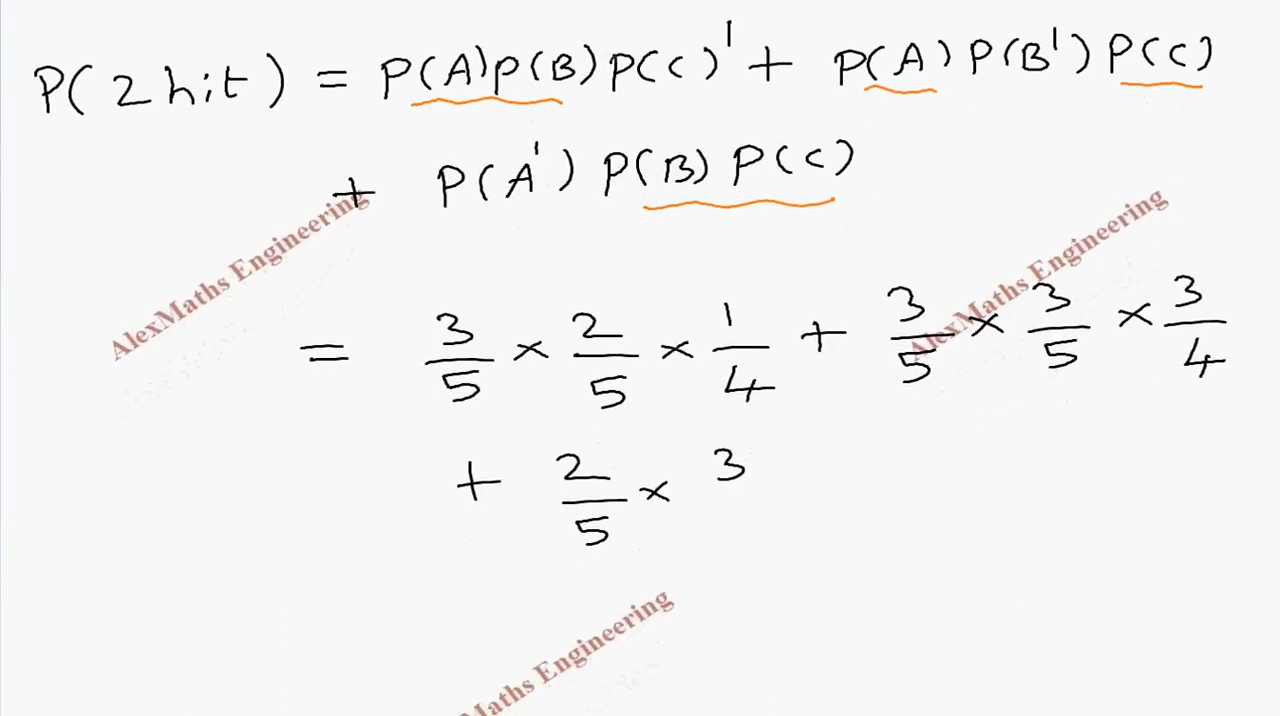 P(2 hit) = P(A)P(B)P(C)' + P(A)P(B')P(C)
+ P(A')P(B)P(C)
AlexMaths Engineering
AlexMaths Engineering
= 3/5 × 2/5 × 1/4 + 3/5 × 3/5 × 3/4
+ 2/5 × 3
Maths Engineering